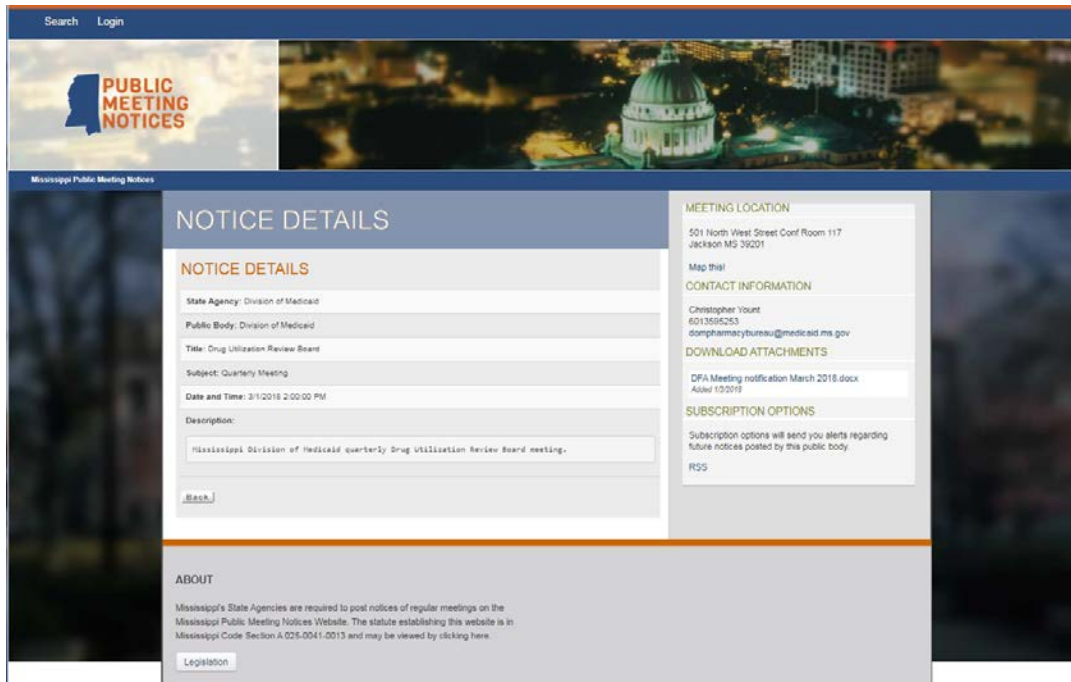 Search Login
PUBLIC
MEETING
NOTICES
Mississippi Public Meeting Notices
NOTICE DETAILS
NOTICE DETAILS
State Agency: Division of Medicaid
Public Body: Division of Medicaid
Title: Drug Utilization Review Board
Subject: Quarterly Meeting
Date and Time: 3/1/2018 2:00:00 PM
Description:
Mississippi Division of Medicaid quarterly Drug Utilization Review Board meeting.
Back
MEETING LOCATION
501 North West Street Conf Room 117
Jackson MS 39201
Map this!
CONTACT INFORMATION
Christopher Yount
6013595253
dompharmacybureau@medicaid.ms.gov
DOWNLOAD ATTACHMENTS
DFA Meeting notification March 2018.docx
Added 1/3/2018
SUBSCRIPTION OPTIONS
Subscription options will send you alerts regarding
future notices posted by this public body.
RSS
ABOUT
Mississippi's State Agencies are required to post notices of regular meetings on the
Mississippi Public Meeting Notices Website. The statute establishing this website is in
Mississippi Code Section A 025-0041-0013 and may be viewed by clicking here.
Legislation